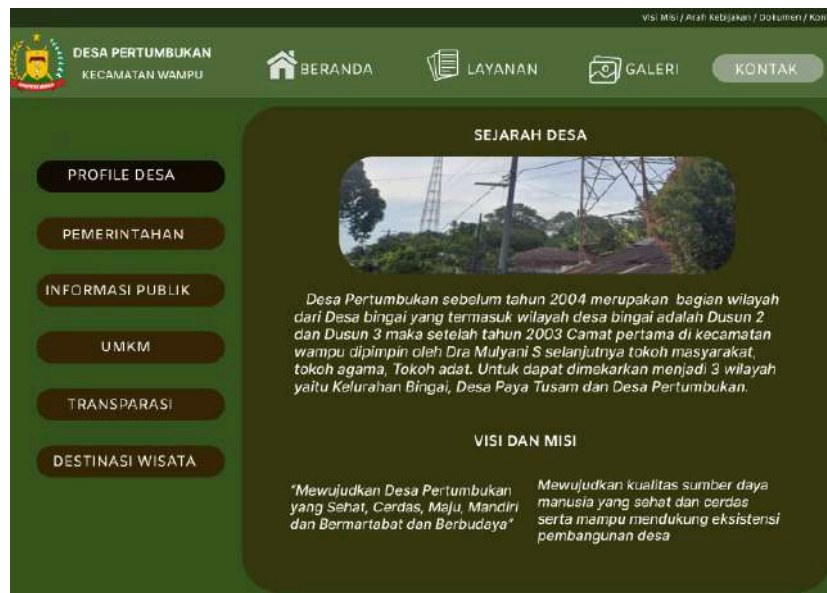 Visi Misi / Arah Kebijakan / Dokumen / Kon
DESA PERTUMBUKAN
KECAMATAN WAMPU
BERANDA
LAYANAN
GALERI
KONTAK
PROFILE DESA
PEMERINTAHAN
INFORMASI PUBLIK
UMKM
TRANSPARASI
DESTINASI WISATA
SEJARAH DESA
Desa Pertumbukan sebelum tahun 2004 merupakan bagian wilayah
dari Desa bingai yang termasuk wilayah desa bingai adalah Dusun 2
dan Dusun 3 maka setelah tahun 2003 Camat pertama di kecamatan
wampu dipimpin oleh Dra Mulyani S selanjutnya tokoh masyarakat,
tokoh agama, Tokoh adat. Untuk dapat dimekarkan menjadi 3 wilayah
yaitu Kelurahan Bingai, Desa Paya Tusam dan Desa Pertumbukan.
VISI DAN MISI
"Mewujudkan Desa Pertumbukan
yang Sehat, Cerdas, Maju, Mandiri
dan Bermartabat dan Berbudaya"
Mewujudkan kualitas sumber daya
manusia yang sehat dan cerdas
serta mampu mendukung eksistensi
pembangunan desa